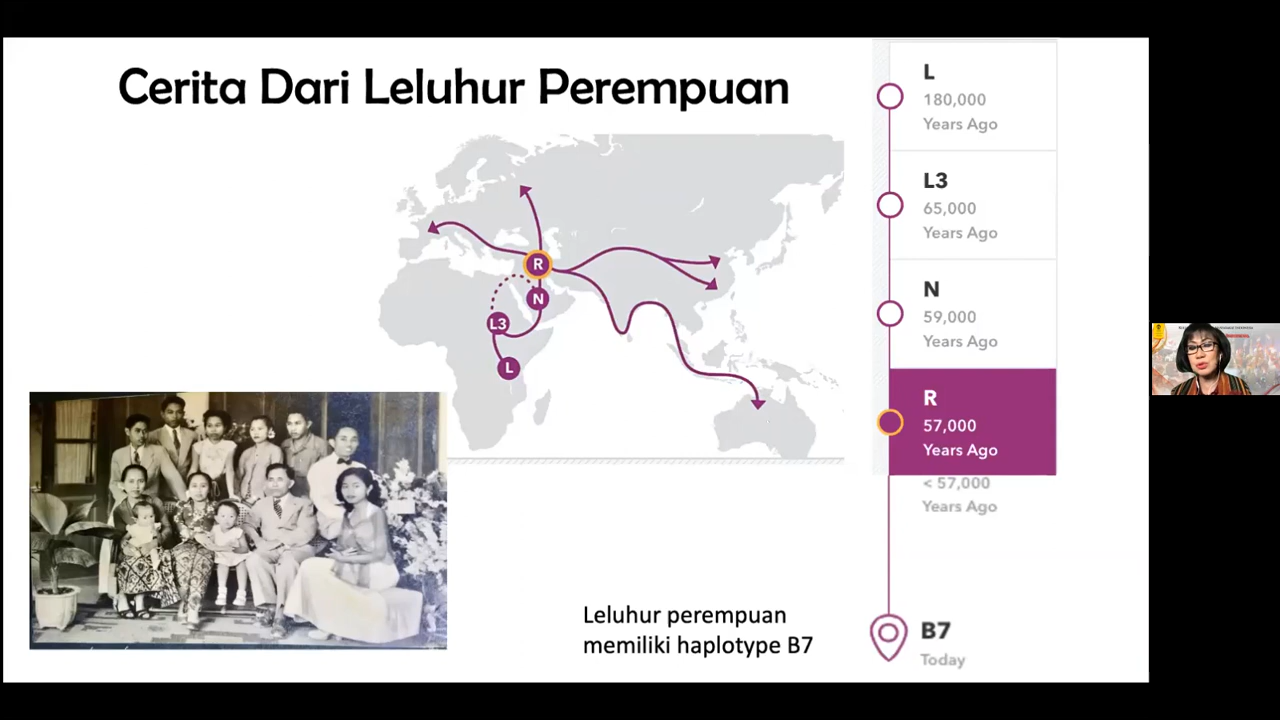 Cerita Dari Leluhur Perempuan
L
180,000
Years Ago
L3
65,000
Years Ago
N
59,000
Years Ago
R
57,000
Years Ago
< 57,000
Years Ago
B7
Today
R
N
L3
L
Leluhur perempuan
memiliki haplotype B7